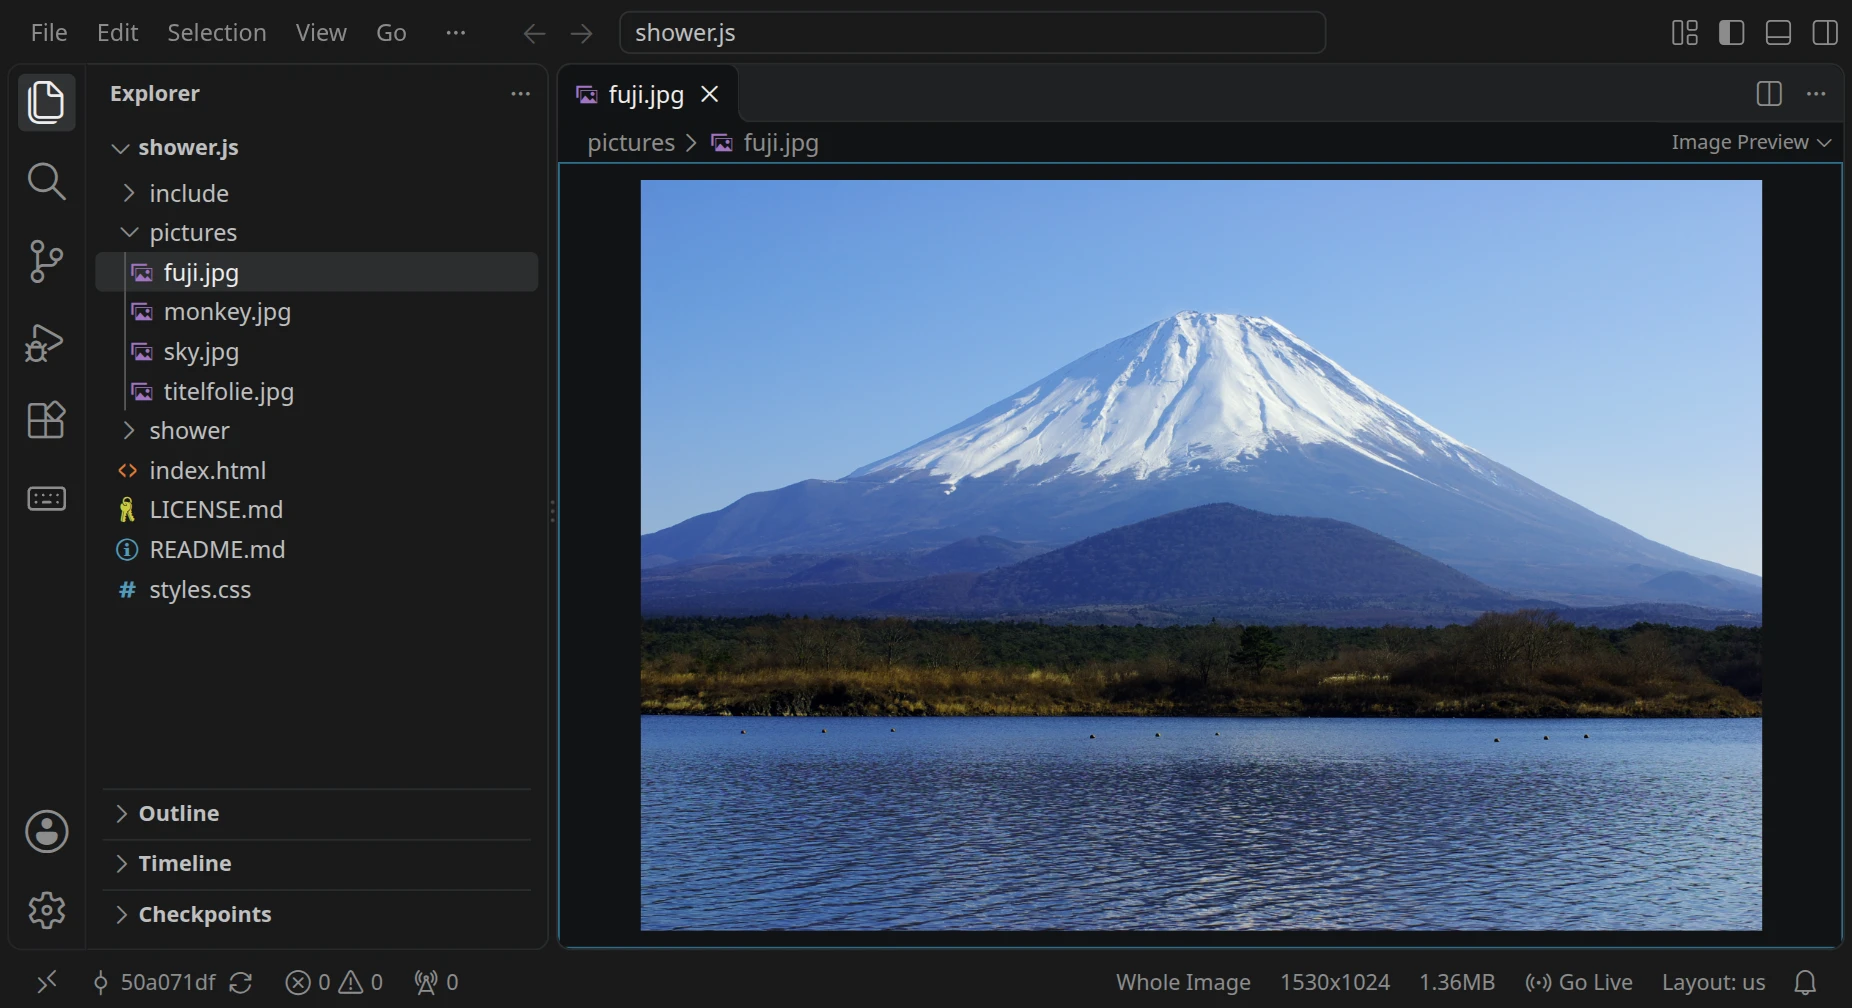 File Edit Selection View Go
shower.js
Explorer
shower.js
include
pictures
fuji.jpg
monkey.jpg
sky.jpg
titelfolie.jpg
shower
index.html
LICENSE.md
README.md
styles.css
Outline
Timeline
Checkpoints
fuji.jpg
pictures fuji.jpg
Image Preview
50a071df 0 0 0
Whole Image 1530x1024 1.36MB Go Live Layout: us